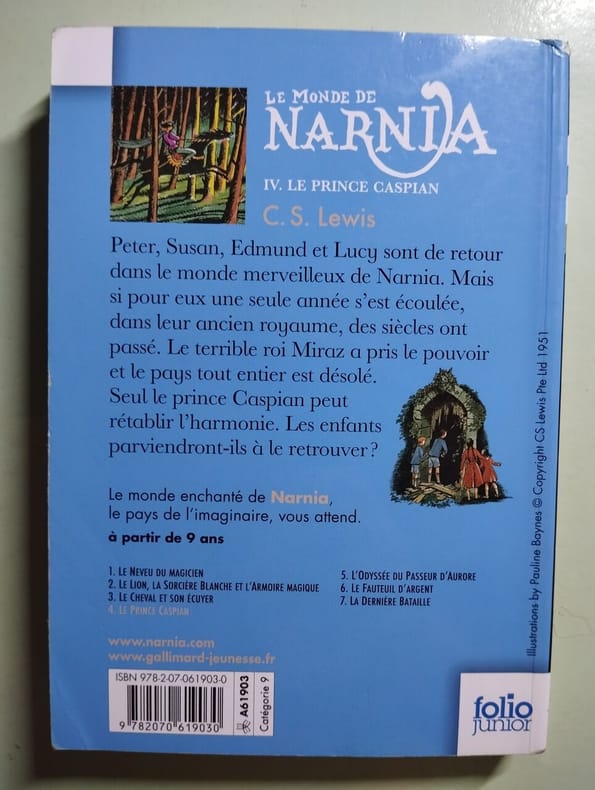 LE MONDE DE
NARNIA
IV. LE PRINCE CASPIAN
C. S. Lewis
Peter, Susan, Edmund et Lucy sont de retour
dans le monde merveilleux de Narnia. Mais
si pour eux une seule année s'est écoulée,
dans leur ancien royaume, des siècles ont
passé. Le terrible roi Miraz a pris le pouvoir
et le pays tout entier est désolé.
Seul le prince Caspian peut
rétablir l'harmonie. Les enfants
parviendront-ils à le retrouver ?
Le monde enchanté de Narnia,
le pays de l'imaginaire, vous attend.
à partir de 9 ans
1. LE NEVEU DU MAGICIEN
2. LE LION, LA SORCIÈRE BLANCHE ET L'ARMOIRE MAGIQUE
3. LE CHEVAL ET SON ÉCUYER
4. LE PRINCE CASPIAN
5. L'ODYSSÉE DU PASSEUR D'AURORE
6. LE FAUTEUIL D'ARGENT
7. LA DERNIÈRE BATAILLE
www.narnia.com
www.gallimard-jeunesse.fr
ISBN 978-2-07-061903-0
9 782070 619030
A61903
Catégorie 9
folio
junior
Illustrations by Pauline Baynes © Copyright CS Lewis Pte Ltd 1951